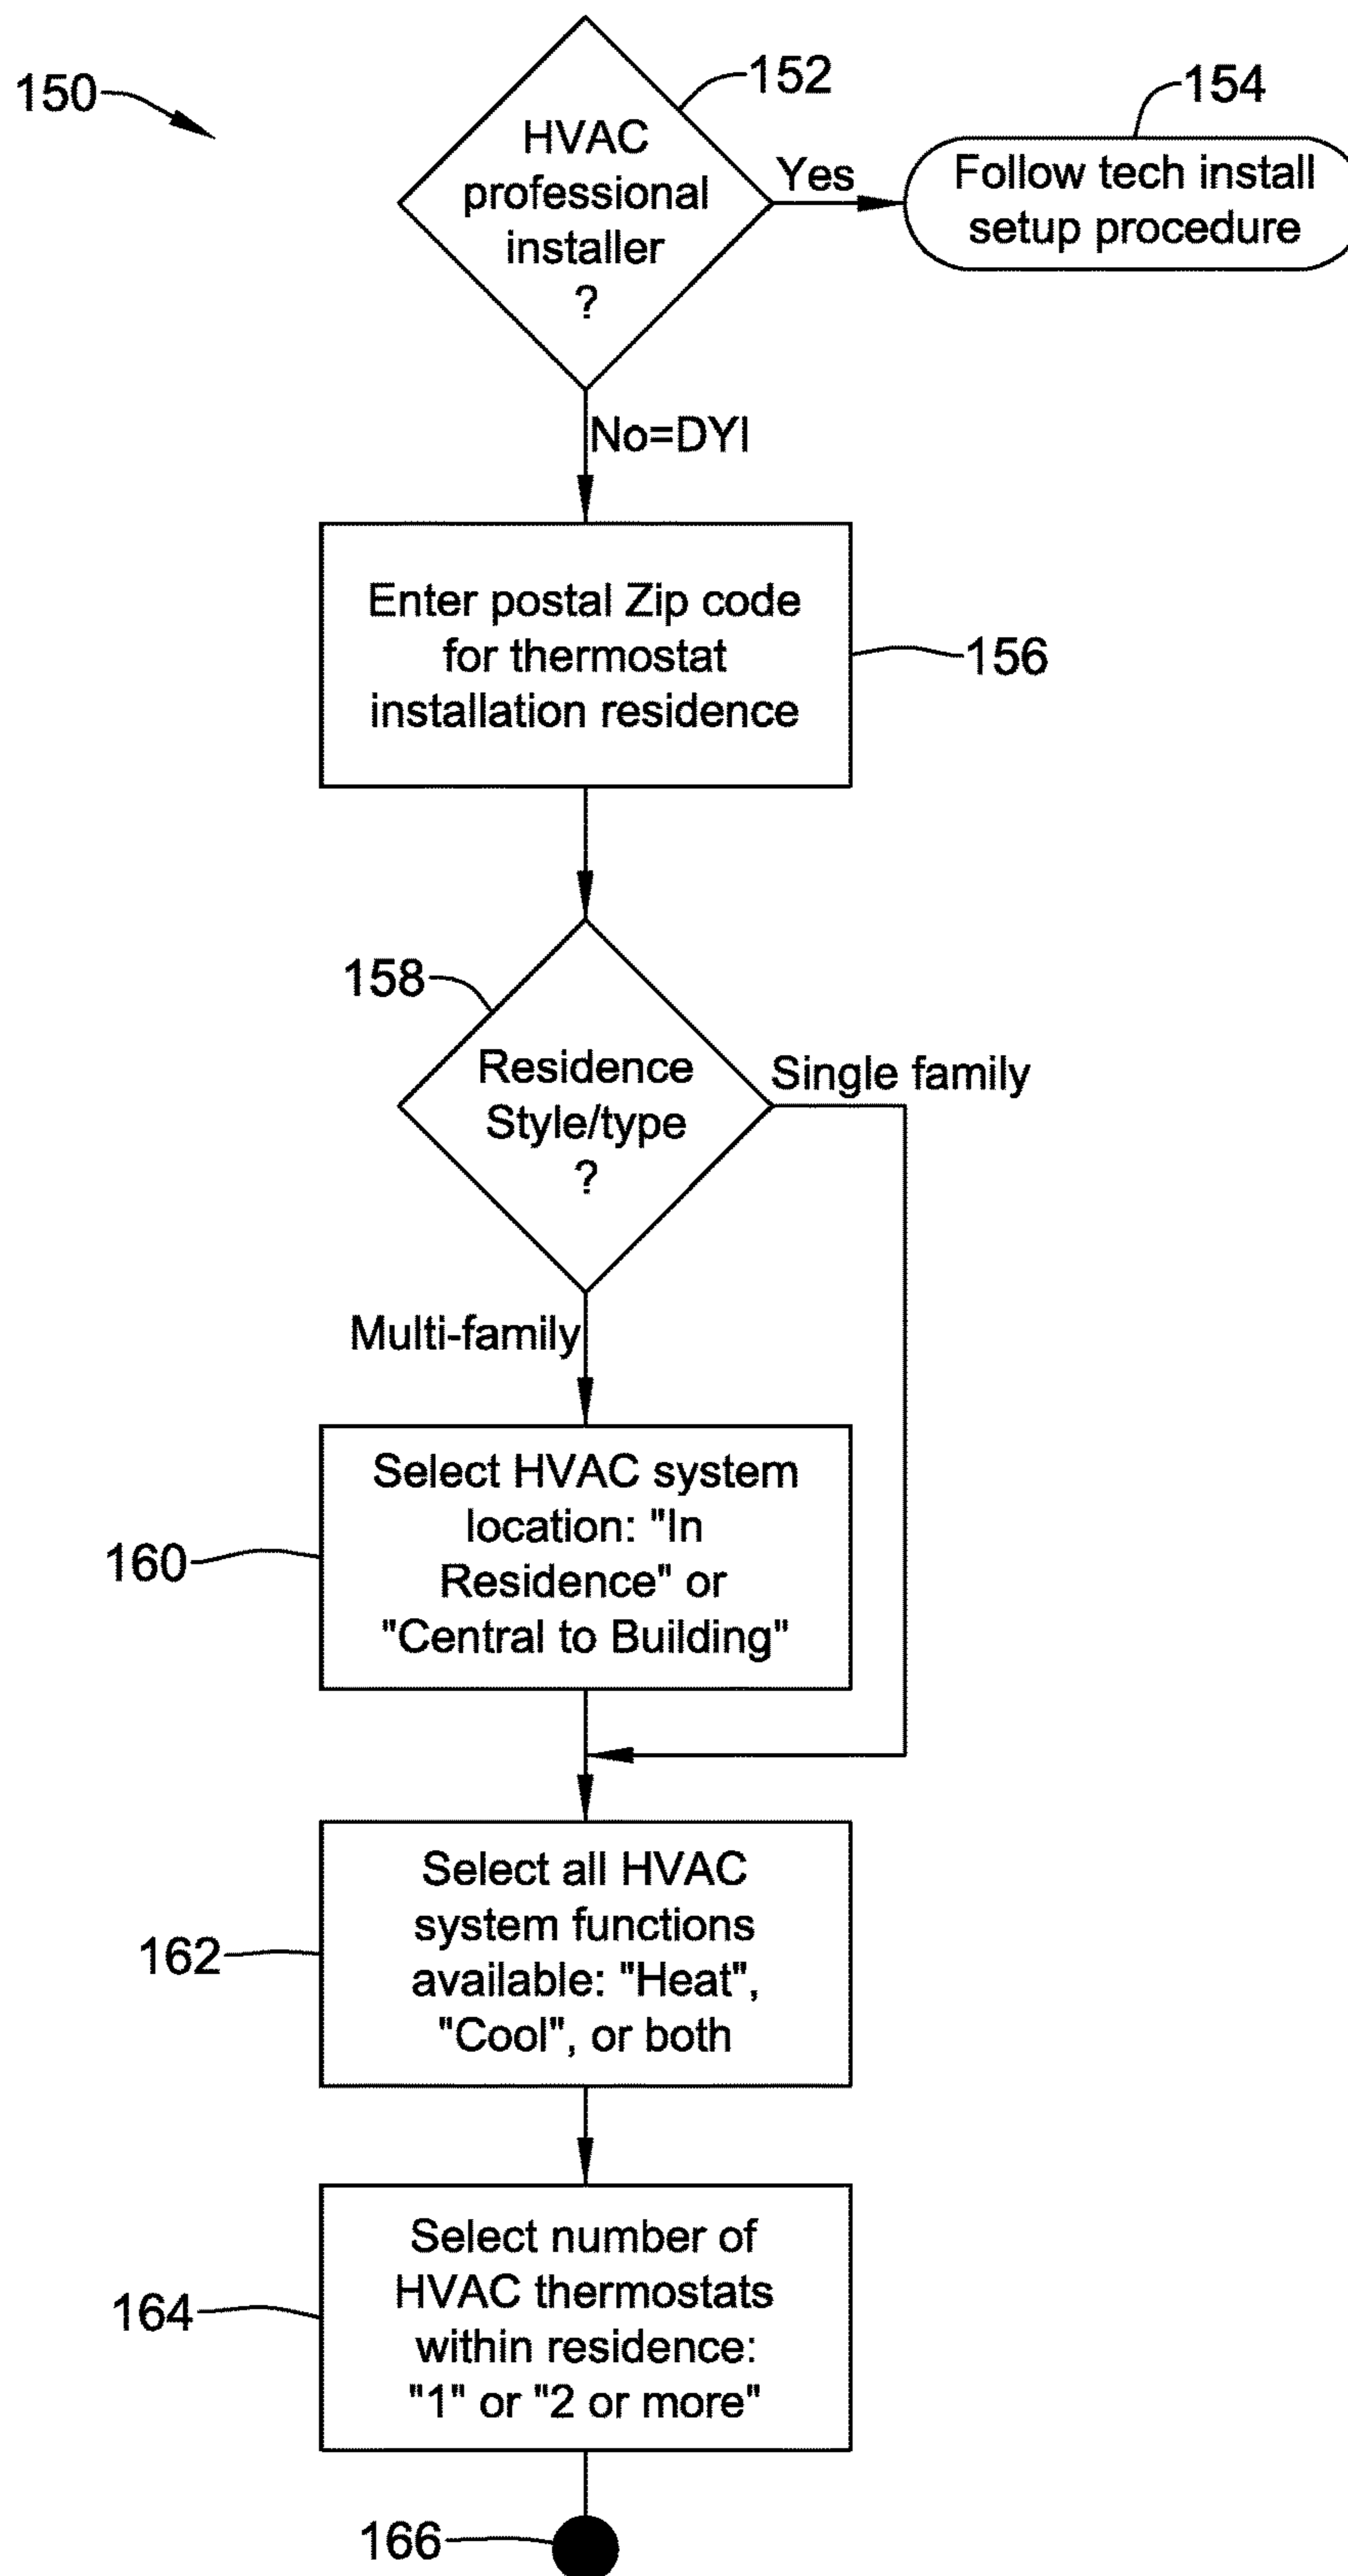 150
152
HVAC
professional
installer
?
Yes
154
Follow tech install
setup procedure
No=DYI
Enter postal Zip code
for thermostat
installation residence
156
158
Residence
Style/type
?
Single family
Multi-family
160
Select HVAC system
location: "In
Residence" or
"Central to Building"
162
Select all HVAC
system functions
available: "Heat",
"Cool", or both
164
Select number of
HVAC thermostats
within residence:
"1" or "2 or more"
166